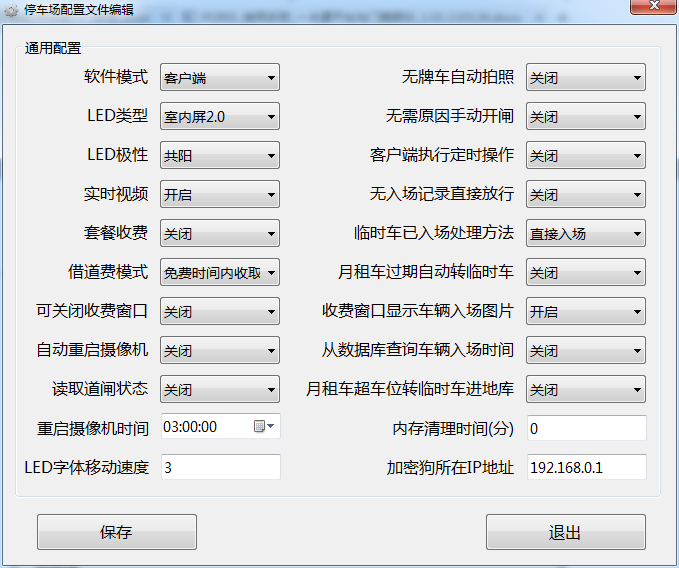 停车场配置文件编辑
通用配置
软件模式 客户端 无牌车自动拍照 关闭
LED类型 室内屏2.0 无需原因手动开闸 关闭
LED极性 共阳 客户端执行定时操作 关闭
实时视频 开启 无入场记录直接放行 关闭
套餐收费 关闭 临时车已入场处理方法 直接入场
借道费模式 免费时间内收取 月租车过期自动转临时车 关闭
可关闭收费窗口 关闭 收费窗口显示车辆入场图片 开启
自动重启摄像机 关闭 从数据库查询车辆入场时间 关闭
读取道闸状态 关闭 月租车超车位转临时车进地库 关闭
重启摄像机时间 03:00:00 内存清理时间(分) 0
LED字体移动速度 3 加密狗所在IP地址 192.168.0.1
保存 退出